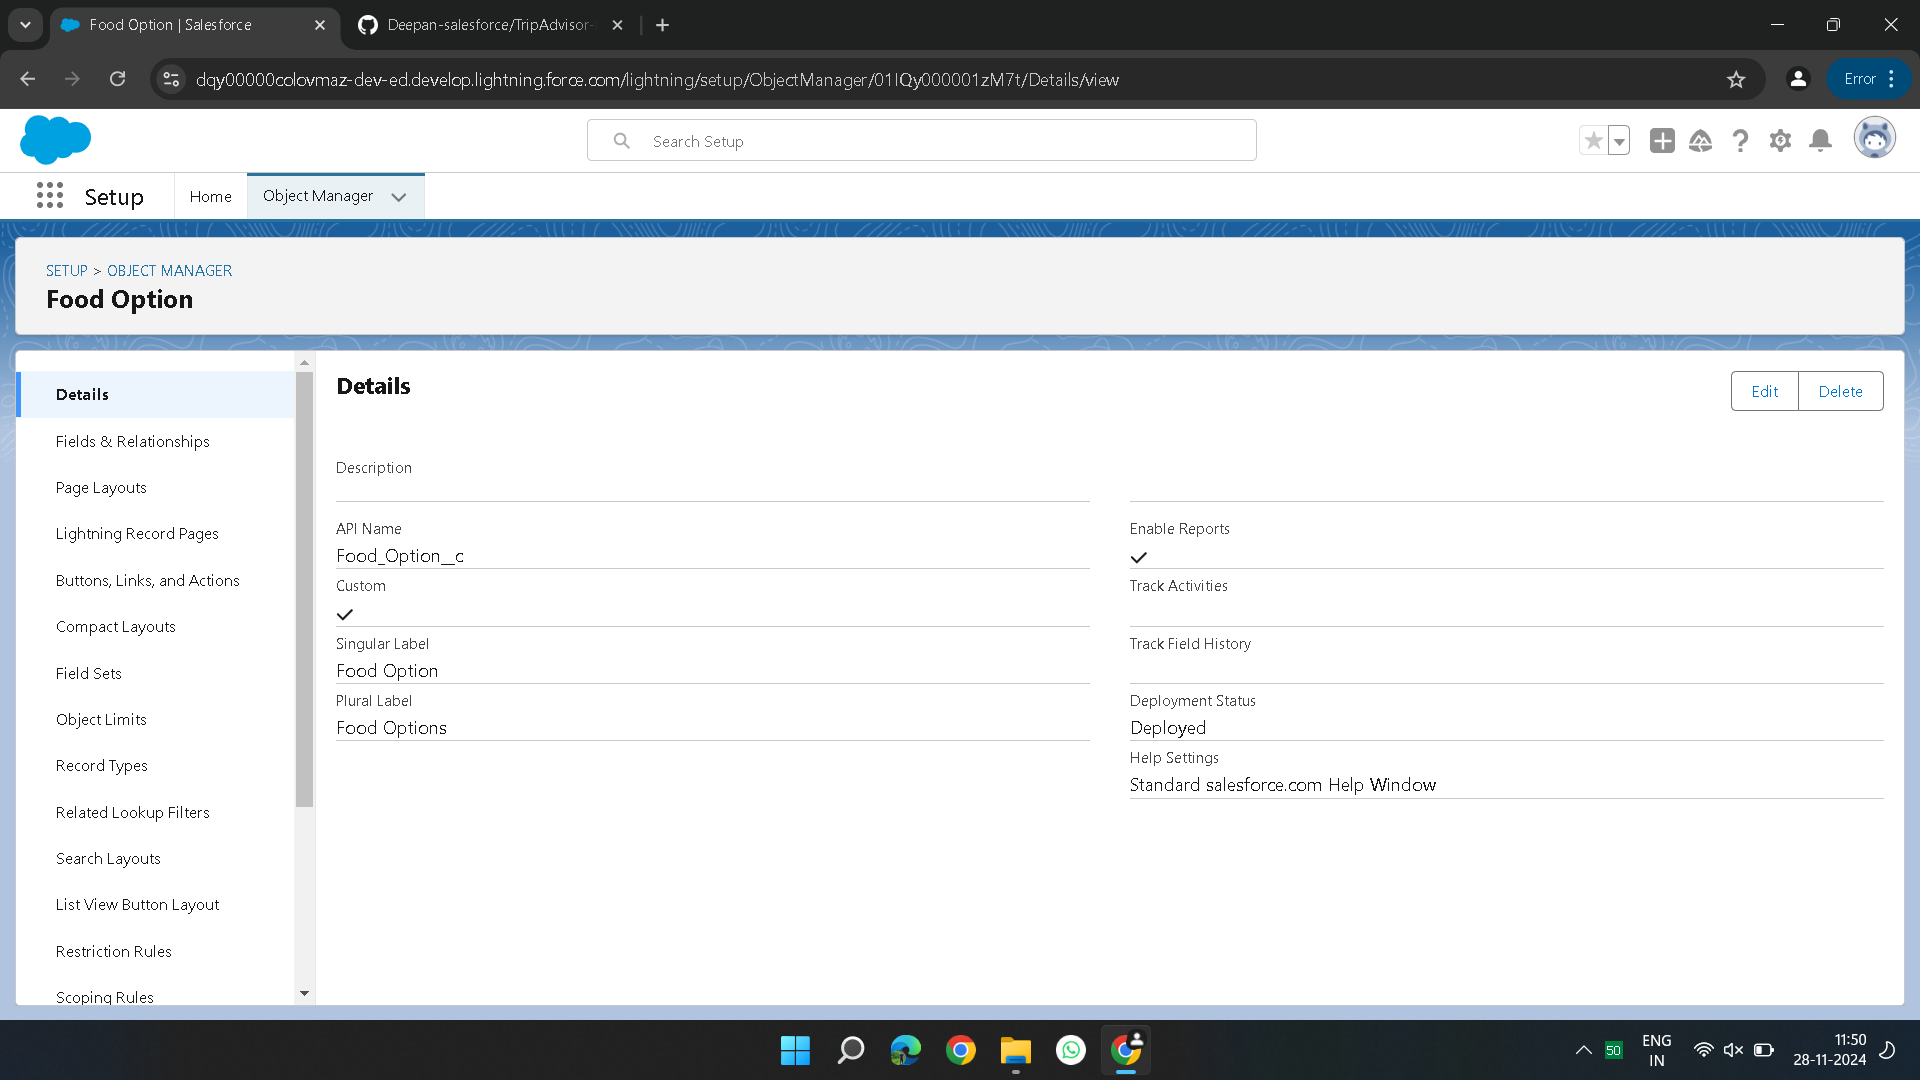 Food Option | Salesforce
Deepan-salesforce/TripAdvisor-
dqy00000colovmaz-dev-ed.develop.lightning.force.com/lightning/setup/ObjectManager/01IQy000001zM7t/Details/view
Error
Search Setup
Setup
Home
Object Manager
SETUP > OBJECT MANAGER
Food Option
Details
Fields & Relationships
Page Layouts
Lightning Record Pages
Buttons, Links, and Actions
Compact Layouts
Field Sets
Object Limits
Record Types
Related Lookup Filters
Search Layouts
List View Button Layout
Restriction Rules
Scoping Rules
Details
Edit
Delete
Description
API Name
Food_Option__c
Custom
Singular Label
Food Option
Plural Label
Food Options
Enable Reports
Track Activities
Track Field History
Deployment Status
Deployed
Help Settings
Standard salesforce.com Help Window
50
ENG
IN
11:50
28-11-2024